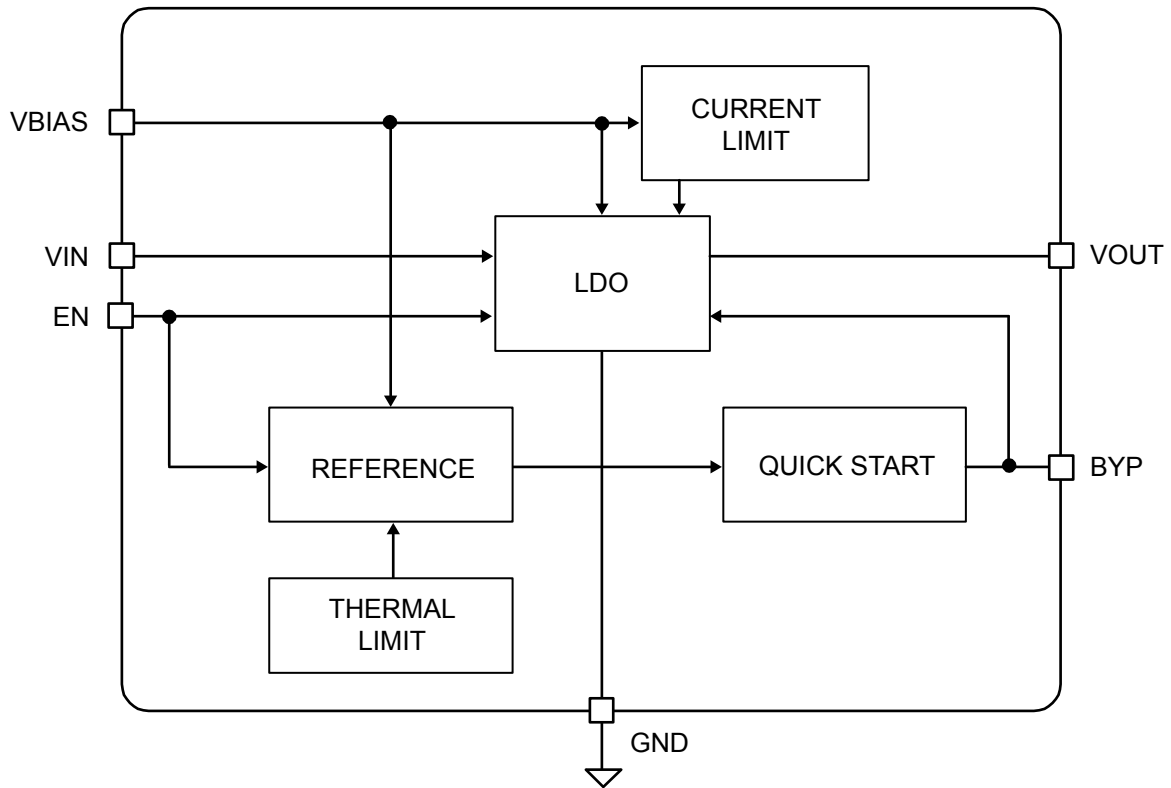 CURRENT
LIMIT
VBIAS
VIN
LDO
VOUT
EN
REFERENCE
QUICK START
BYP
THERMAL
LIMIT
GND